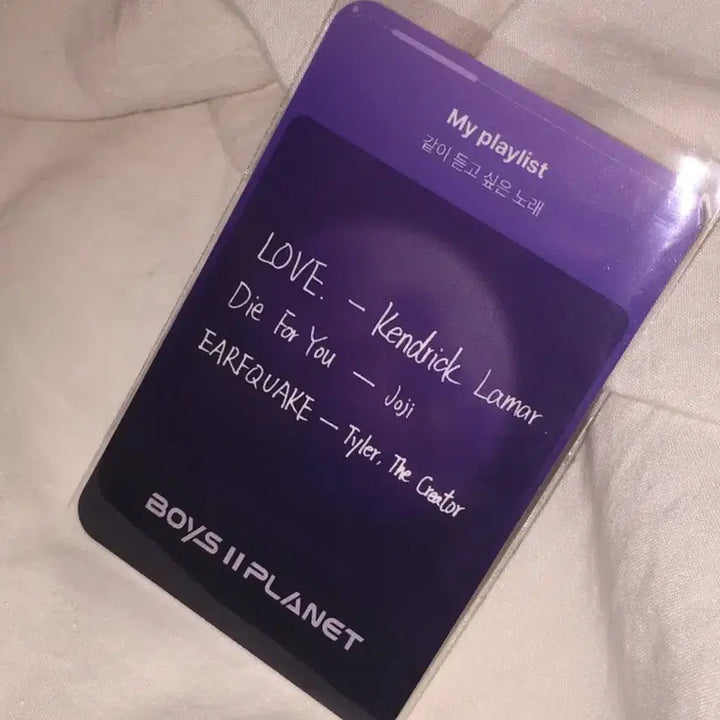 My playlist
같이 듣고 싶은 노래
LOVE. - Kendrick Lamar
Die For You - Joji
EARFQUAKE - Tyler, The Creator
BOYS II PLANET